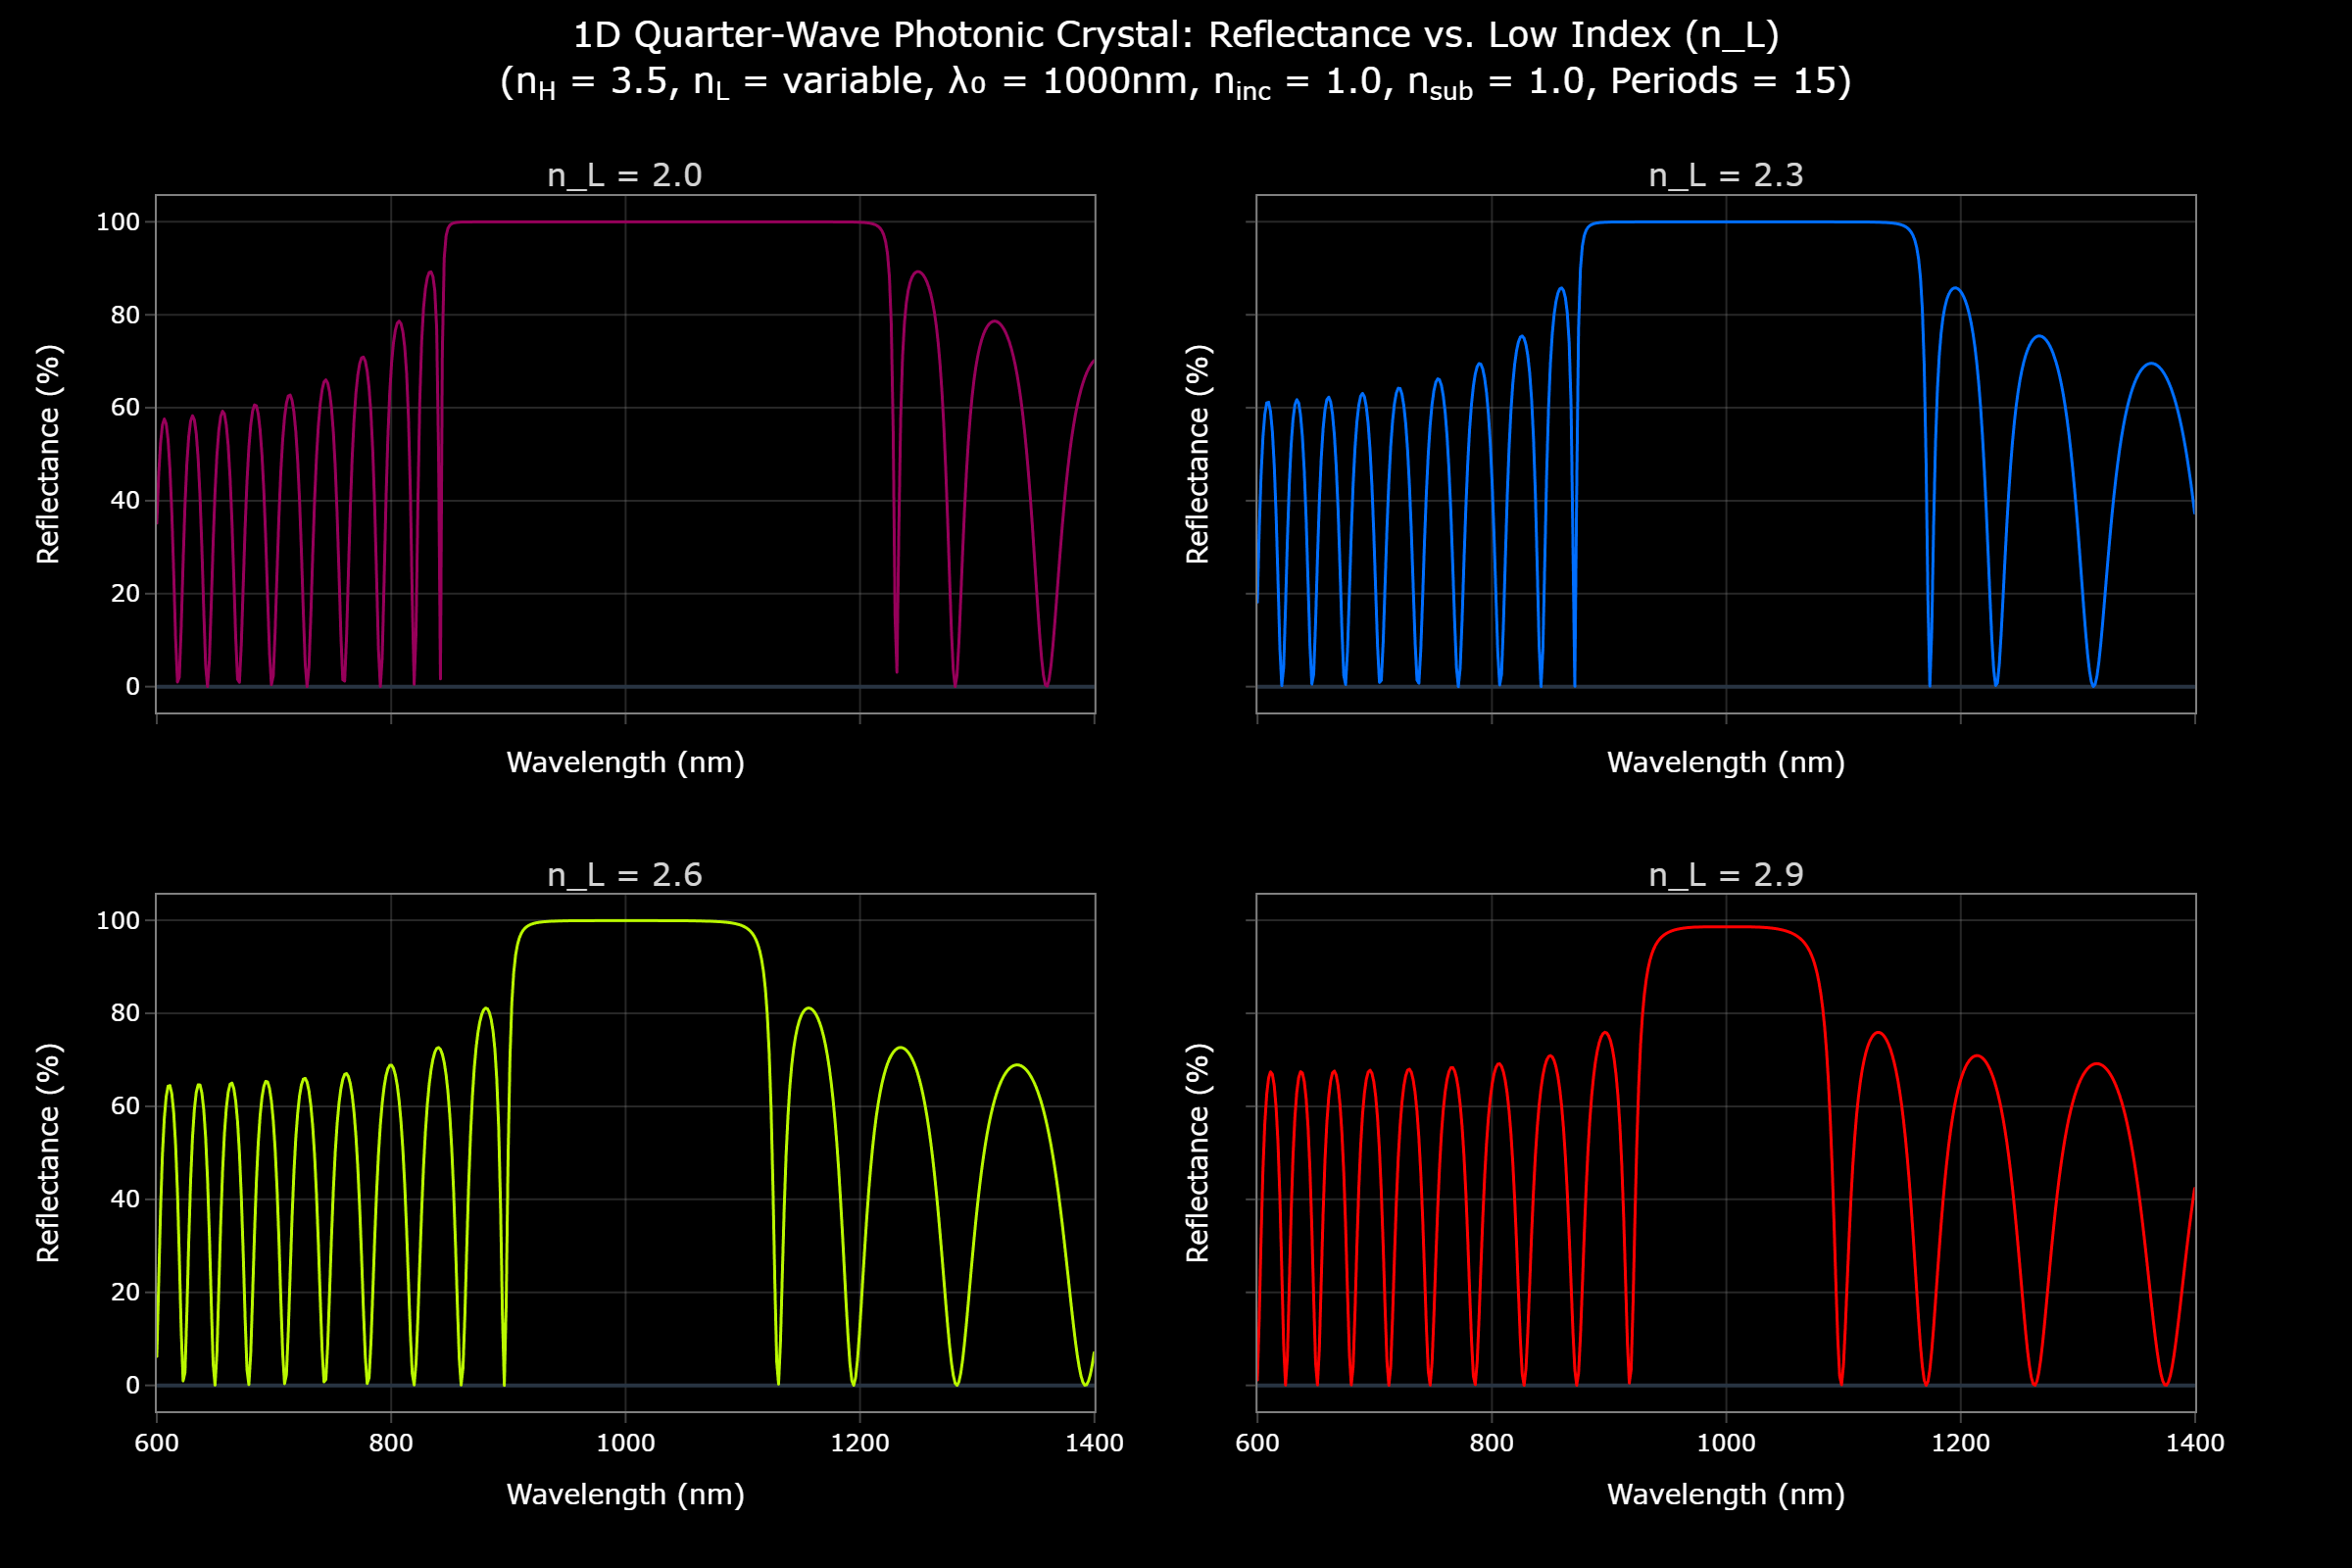 1D Quarter-Wave Photonic Crystal: Reflectance vs. Low Index (n_L)
(nH = 3.5, nL = variable, λ₀ = 1000nm, ninc = 1.0, nsub = 1.0, Periods = 15)
n_L = 2.0
100
80
60
40
20
0
Reflectance (%)
Wavelength (nm)
n_L = 2.3
Reflectance (%)
Wavelength (nm)
n_L = 2.6
100
80
60
40
20
0
Reflectance (%)
600 800 1000 1200 1400
Wavelength (nm)
n_L = 2.9
Reflectance (%)
600 800 1000 1200 1400
Wavelength (nm)